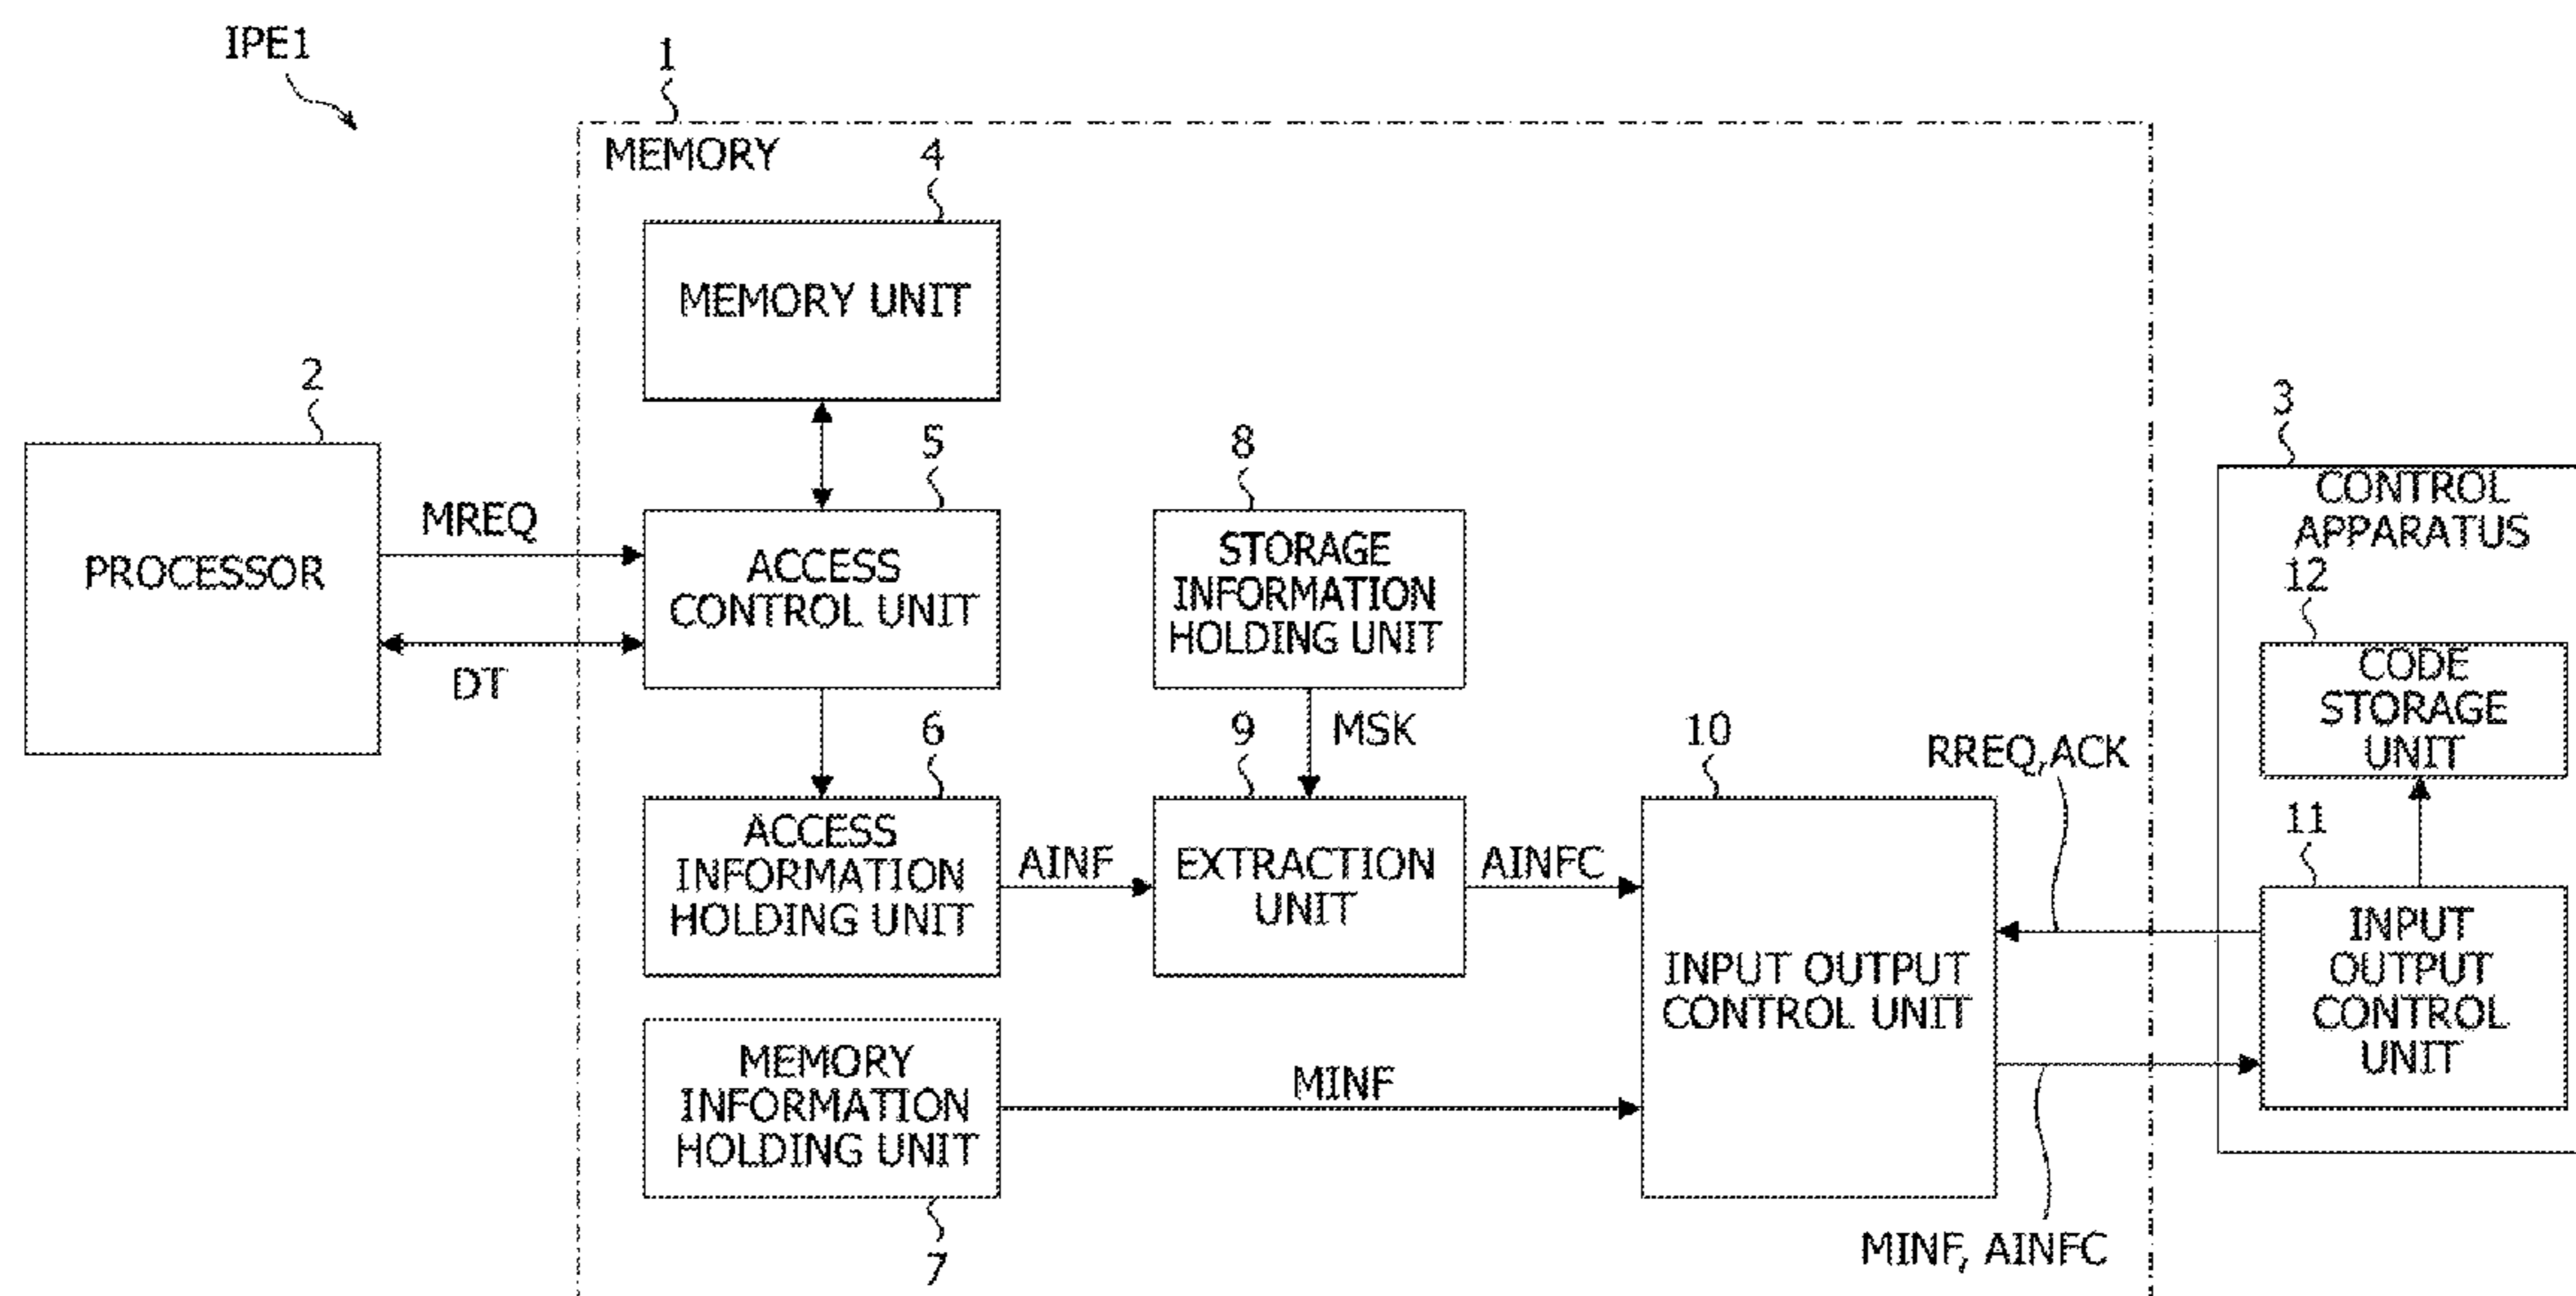 IPE1
1
MEMORY
4
MEMORY UNIT
2
PROCESSOR
MREQ
DT
5
ACCESS
CONTROL UNIT
8
STORAGE
INFORMATION
HOLDING UNIT
MSK
6
ACCESS
INFORMATION
HOLDING UNIT
AINF
9
EXTRACTION
UNIT
AINFC
10
INPUT OUTPUT
CONTROL UNIT
MEMORY
INFORMATION
HOLDING UNIT
7
MINF
RREQ,ACK
MINF, AINFC
3
CONTROL
APPARATUS
12
CODE
STORAGE
UNIT
11
INPUT
OUTPUT
CONTROL
UNIT